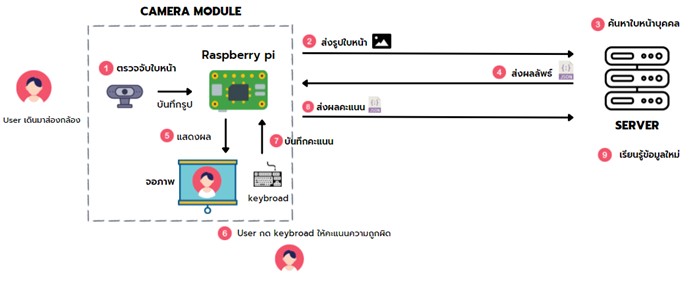 CAMERA MODULE
2 ส่งรูปใบหน้า
3 ค้นหาใบหน้าบุคคล
Raspberry pi
1 ตรวจจับใบหน้า
4 ส่งผลลัพธ์
{;}
JSON
บันทึกรูป
8 ส่งผลคะแนน
{;}
JSON
User เดินมาส่องกล้อง
SERVER
5 แสดงผล
7 บันทึกคะแนน
9 เรียนรู้ข้อมูลใหม่
จอภาพ
keybroad
6 User กด keybroad ให้คะแนนความถูกผิด